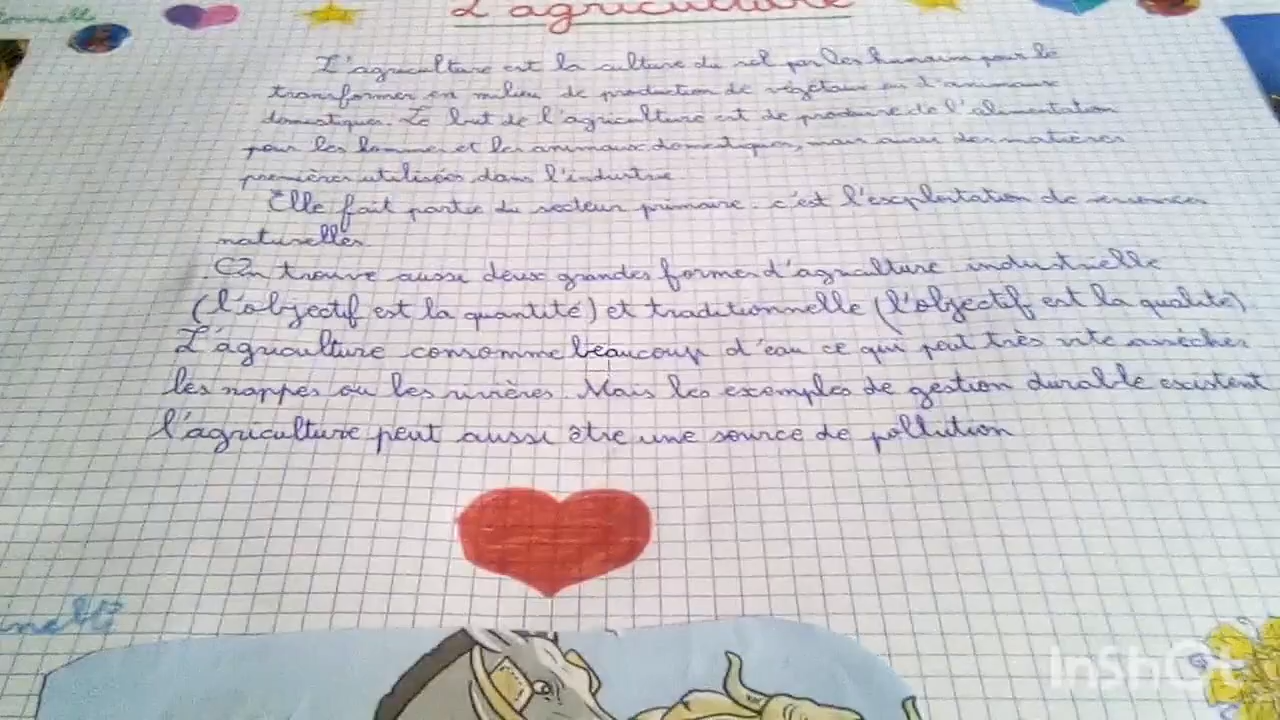 L'agriculture
L'agriculture est la culture du sol par les humains pour le
transformer en milieu de production de végétaux ou d'animaux
domestiques. Le but de l'agriculture est de produire de l'alimentation
pour les hommes et les animaux domestiques, mais aussi des matières
premières utilisées dans l'industrie
Elle fait partie du secteur primaire. c'est l'exploitation de ressources
naturelles
On trouve aussi deux grandes formes d'agriculture industrielle
(l'objectif est la quantité) et traditionnelle (l'objectif est la qualité)
L'agriculture consomme beaucoup d'eau ce qui peut très vite assécher
les nappes ou les rivières. Mais les exemples de gestion durable existent
l'agriculture peut aussi être une source de pollution
InShOt